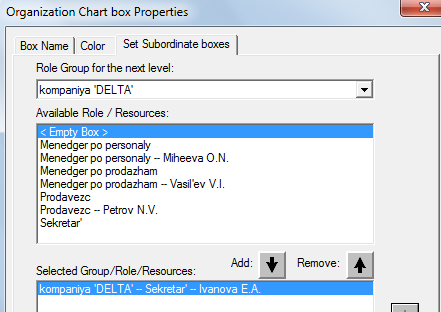 Organization Chart box Properties
Box Name Color Set Subordinate boxes
Role Group for the next level:
kompaniya 'DELTA'
Available Role / Resources:
< Empty Box >
Menedger po personaly
Menedger po personaly -- Miheeva O.N.
Menedger po prodazham
Menedger po prodazham -- Vasil'ev V.I.
Prodavezc
Prodavezc -- Petrov N.V.
Sekretar'
Add: Remove:
Selected Group/Role/Resources:
kompaniya 'DELTA' -- Sekretar' -- Ivanova E.A.